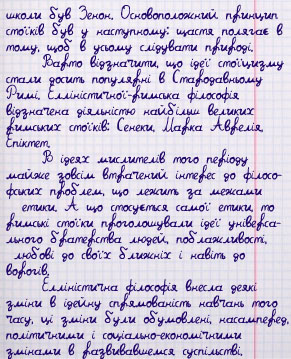 школи був Зенон. Основоположний принцип
стоїків був у наступному: щастя полягає в
тому, щоб в усьому слідувати природі.
Варто відзначити, що ідеї стоїцизму
стали досить популярні в Стародавньому
Римі. Елліністичної-римська філософія
відзначена діяльністю найбільш великих
римських стоїків: Сенеки, Марка Аврелія,
Епіктет.
В ідеях мислителів того періоду
майже зовсім втрачений інтерес до філосо-
фських проблем, що лежить за межами
етики. А що стосується самої етики, то
римські стоїки проголошували ідеї універса-
льного братерства людей, поблажливості,
любові до своїх ближніх і навіть до
ворогів.
Елліністична філософія внесла деякі
зміни в ідейну спрямованість навчань того
часу, ці зміни були обумовлені, насамперед,
політичними і соціально-економічними
змінами в развивавшемся суспільстві.